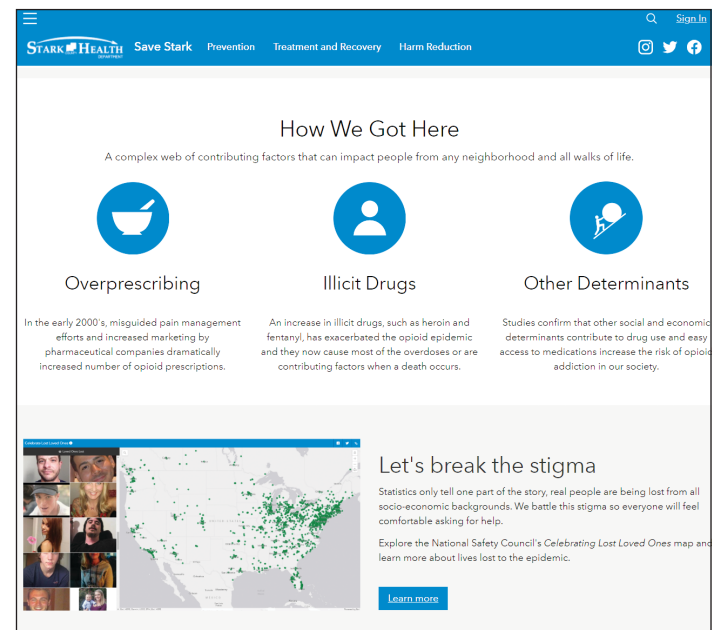 Sign In
STARK HEALTH
DEPARTMENT
Save Stark
Prevention
Treatment and Recovery
Harm Reduction
How We Got Here
A complex web of contributing factors that can impact people from any neighborhood and all walks of life.
Overprescribing
In the early 2000's, misguided pain management
efforts and increased marketing by
pharmaceutical companies dramatically
increased number of opioid prescriptions.
Illicit Drugs
An increase in illicit drugs, such as heroin and
fentanyl, has exacerbated the opioid epidemic
and they now cause most of the overdoses or are
contributing factors when a death occurs.
Other Determinants
Studies confirm that other social and economic
determinants contribute to drug use and easy
access to medications increase the risk of opioid
addiction in our society.
Celebrated Lost Loved Ones
Let's break the stigma
Statistics only tell one part of the story, real people are being lost from all
socio-economic backgrounds. We battle this stigma so everyone will feel
comfortable asking for help.
Explore the National Safety Council's Celebrating Lost Loved Ones map and
learn more about lives lost to the epidemic.
Learn more